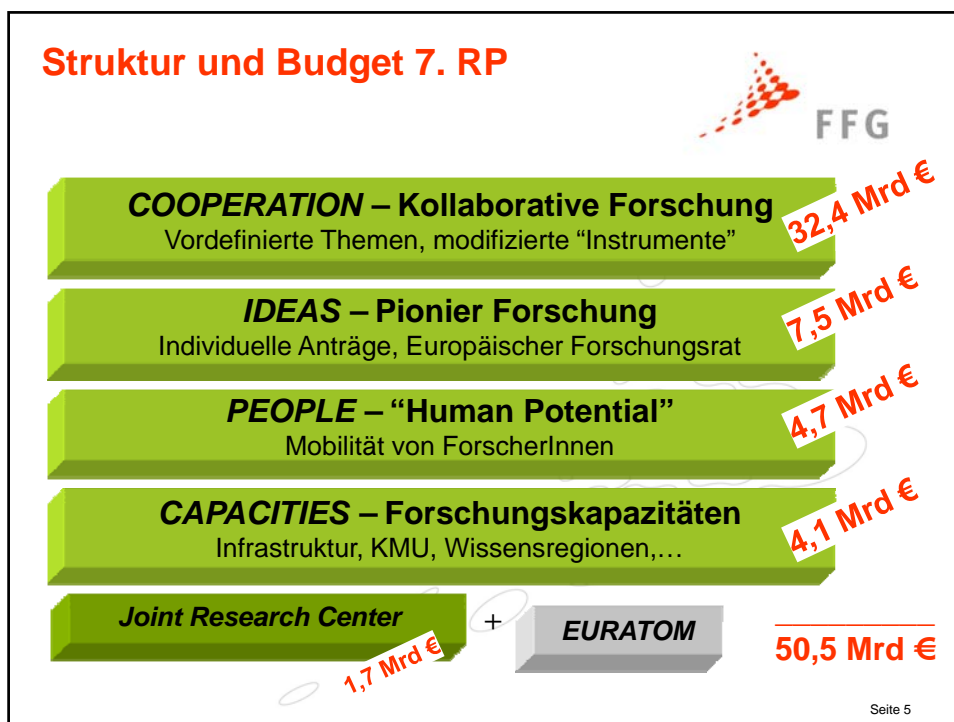 Struktur und Budget 7. RP
FFG
COOPERATION – Kollaborative Forschung
Vordefinierte Themen, modifizierte “Instrumente”
32,4 Mrd €
IDEAS – Pionier Forschung
Individuelle Anträge, Europäischer Forschungsrat
7,5 Mrd €
PEOPLE – “Human Potential”
Mobilität von ForscherInnen
4,7 Mrd €
CAPACITIES – Forschungskapazitäten
Infrastruktur, KMU, Wissensregionen,…
4,1 Mrd €
Joint Research Center
1,7 Mrd €
+
EURATOM
50,5 Mrd €
Seite 5